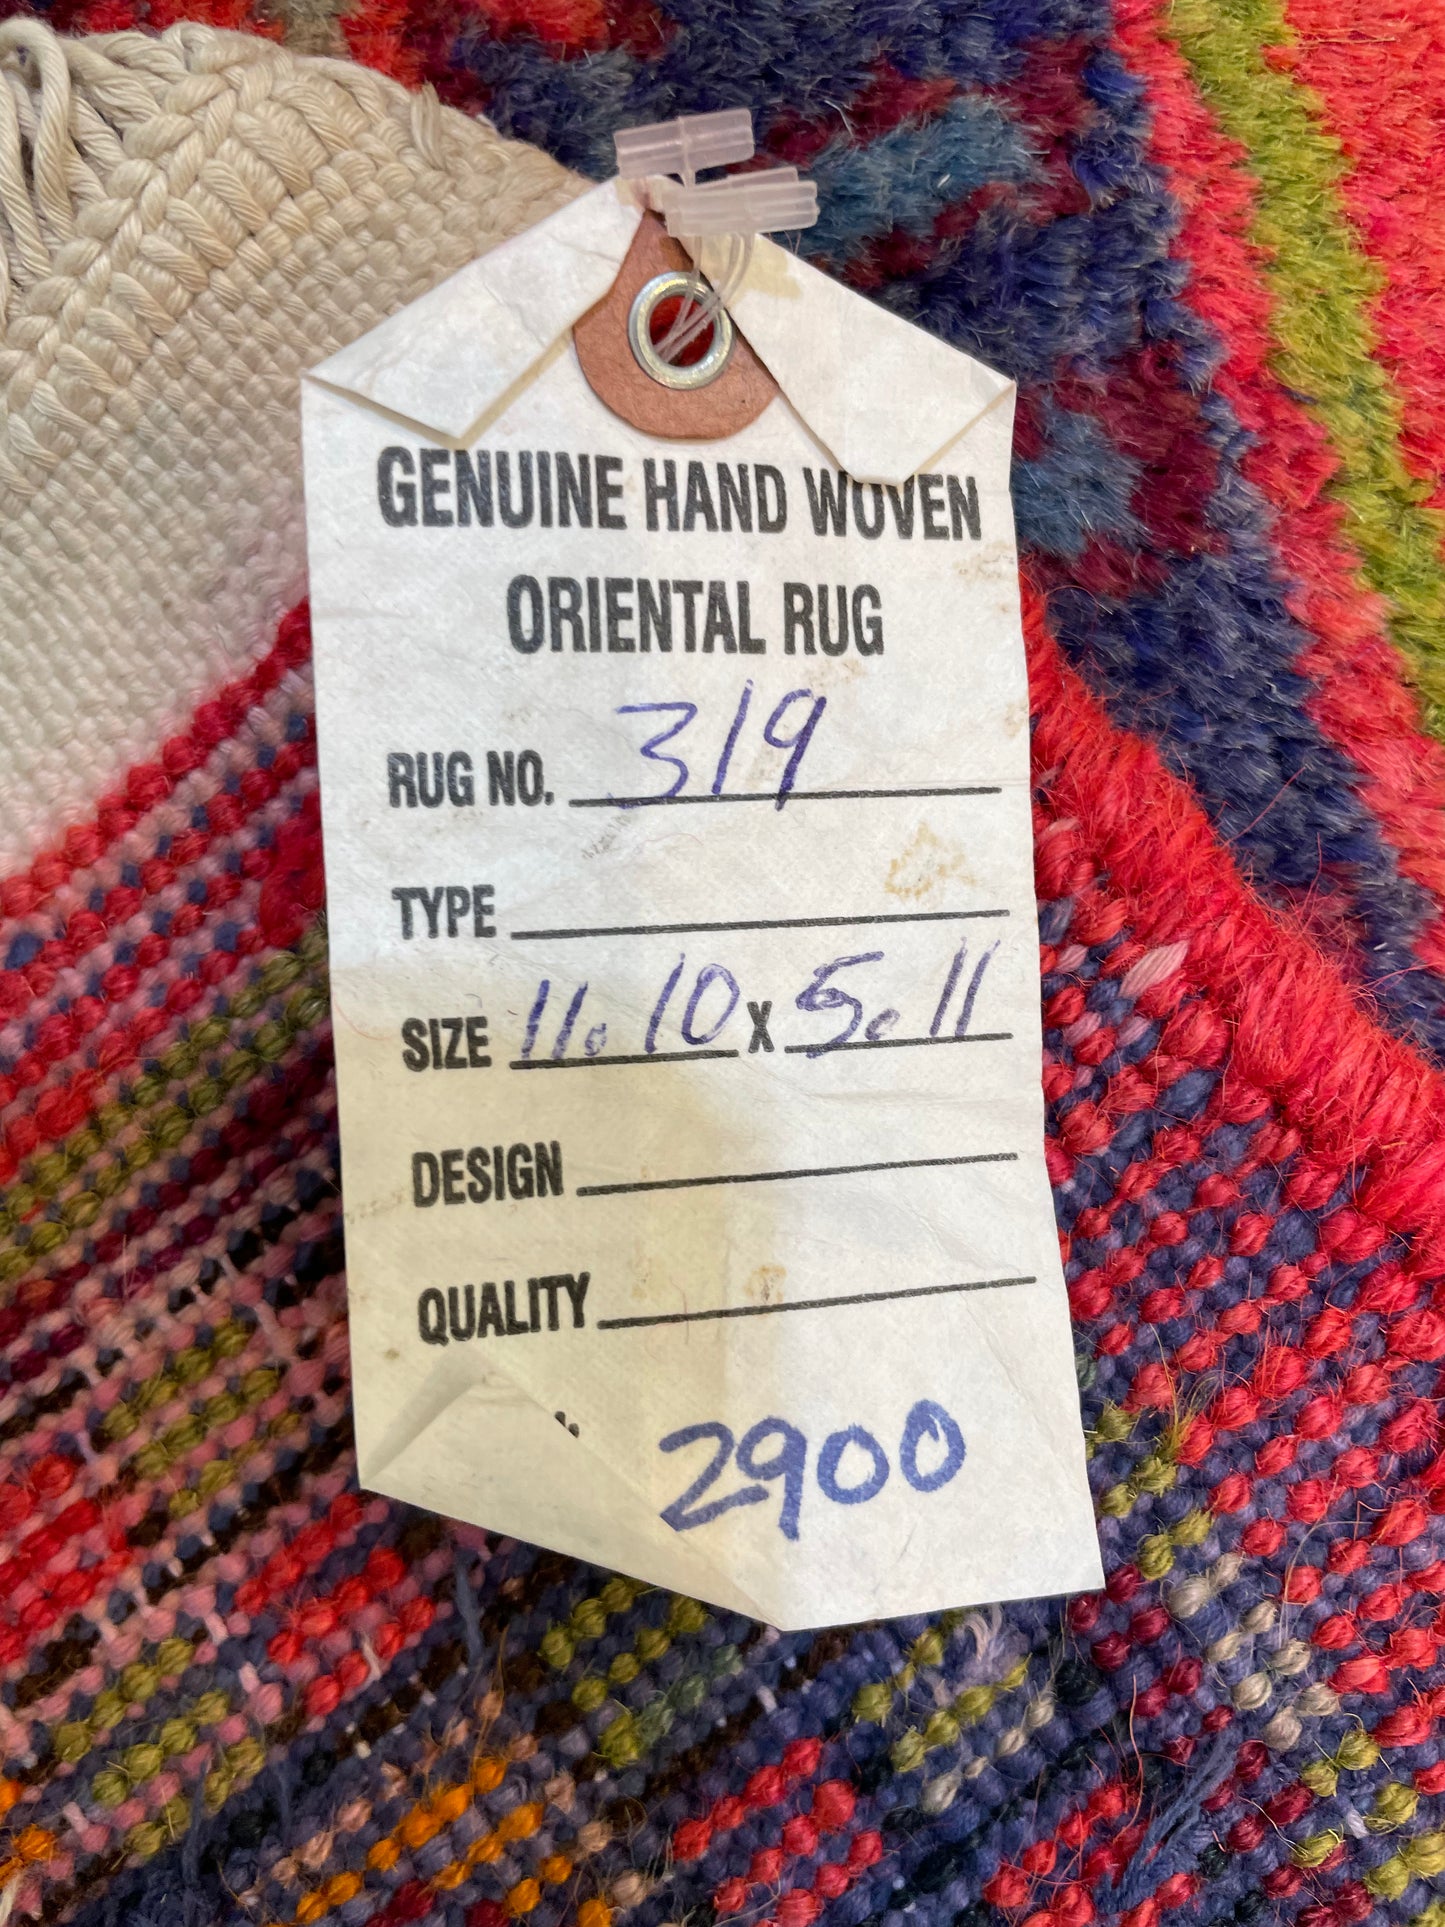 GENUINE HAND WOVEN
ORIENTAL RUG
RUG NO. 319
TYPE
SIZE 11.10 x 5.11
DESIGN
QUALITY
2900